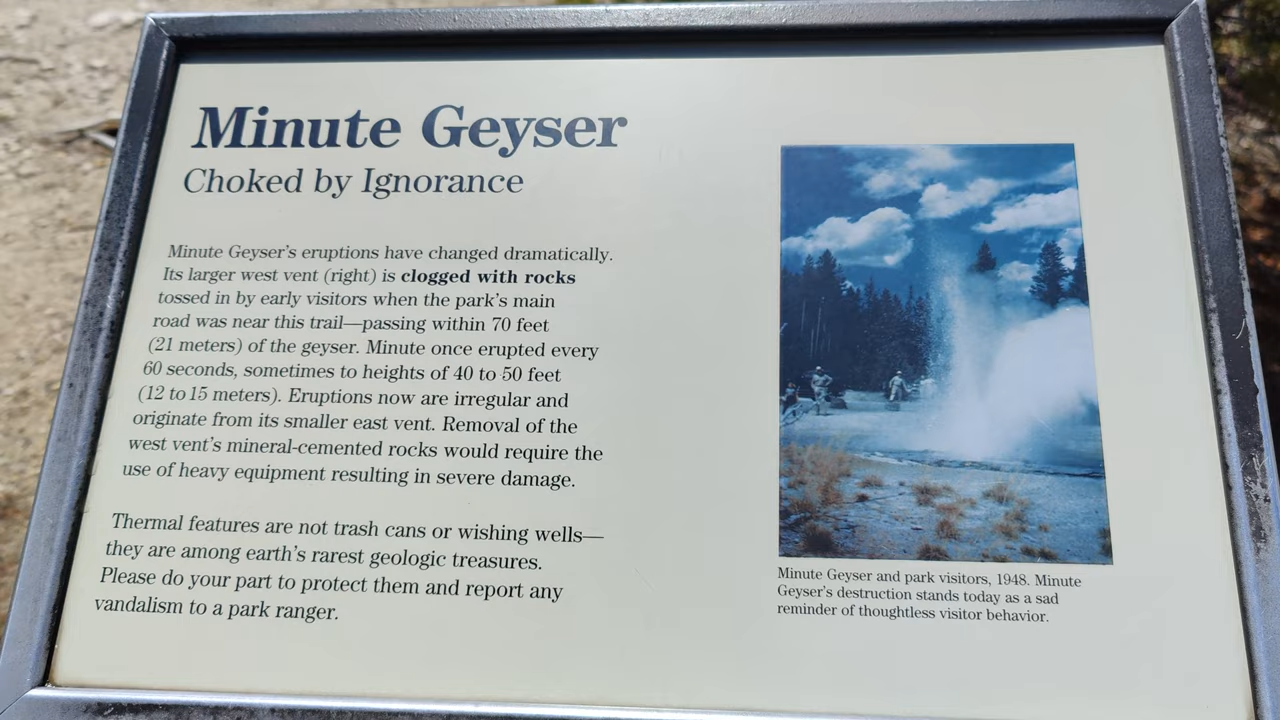 Minute Geyser
Choked by Ignorance
Minute Geyser's eruptions have changed dramatically.
Its larger west vent (right) is clogged with rocks
tossed in by early visitors when the park's main
road was near this trail—passing within 70 feet
(21 meters) of the geyser. Minute once erupted every
60 seconds, sometimes to heights of 40 to 50 feet
(12 to 15 meters). Eruptions now are irregular and
originate from its smaller east vent. Removal of the
west vent's mineral-cemented rocks would require the
use of heavy equipment resulting in severe damage.
Thermal features are not trash cans or wishing wells—
they are among earth's rarest geologic treasures.
Please do your part to protect them and report any
vandalism to a park ranger.
Minute Geyser and park visitors, 1948. Minute
Geyser's destruction stands today as a sad
reminder of thoughtless visitor behavior.